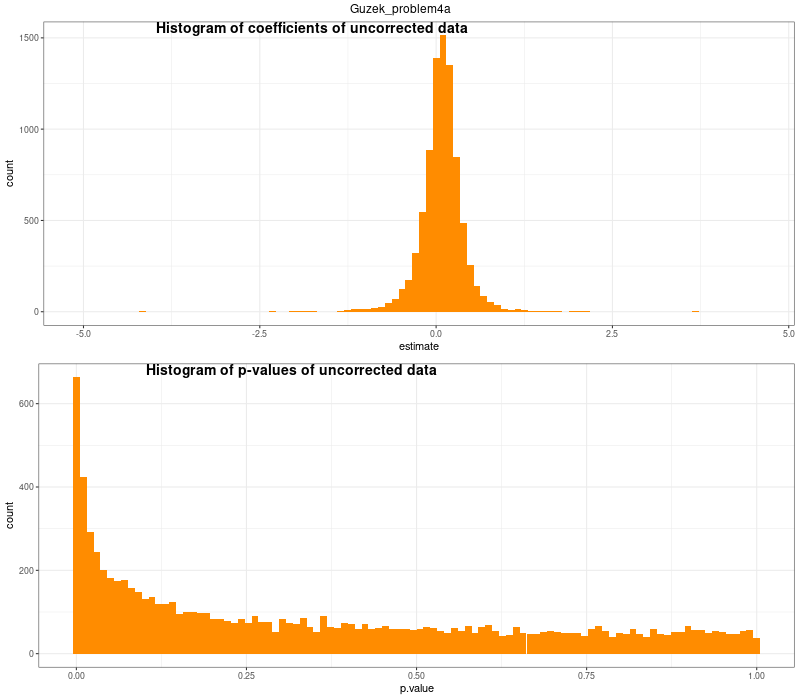 Guzek_problem4a
Histogram of coefficients of uncorrected data
1500
1000
500
0
count
-5.0 -2.5 0.0 2.5 5.0
estimate
Histogram of p-values of uncorrected data
600
400
200
0
count
0.00 0.25 0.50 0.75 1.00
p.value